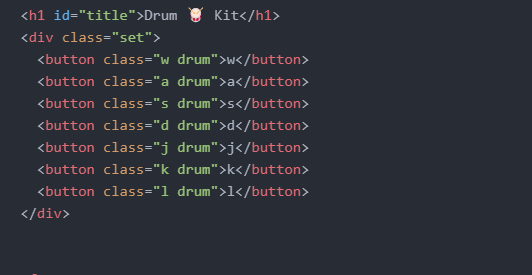 <h1 id="title">Drum 🥁 Kit</h1>
<div class="set">
<button class="w drum">w</button>
<button class="a drum">a</button>
<button class="s drum">s</button>
<button class="d drum">d</button>
<button class="j drum">j</button>
<button class="k drum">k</button>
<button class="l drum">l</button>
</div>